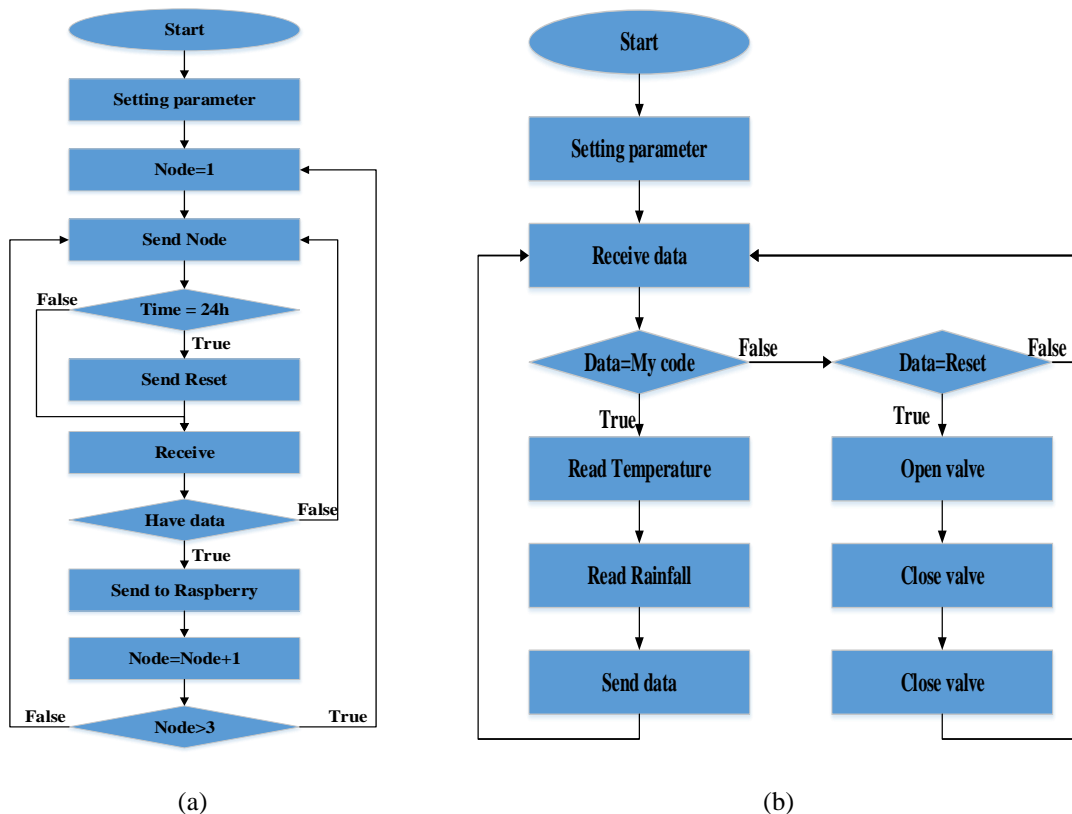 Start
Setting parameter
Node=1
Send Node
False
Time = 24h
True
Send Reset
Receive
Have data
False
True
Send to Raspberry
Node=Node+1
False
Node>3
True
(a)
Start
Setting parameter
Receive data
Data=My code
False
Data=Reset
False
True
True
Read Temperature
Open valve
Read Rainfall
Close valve
Send data
Close valve
(b)